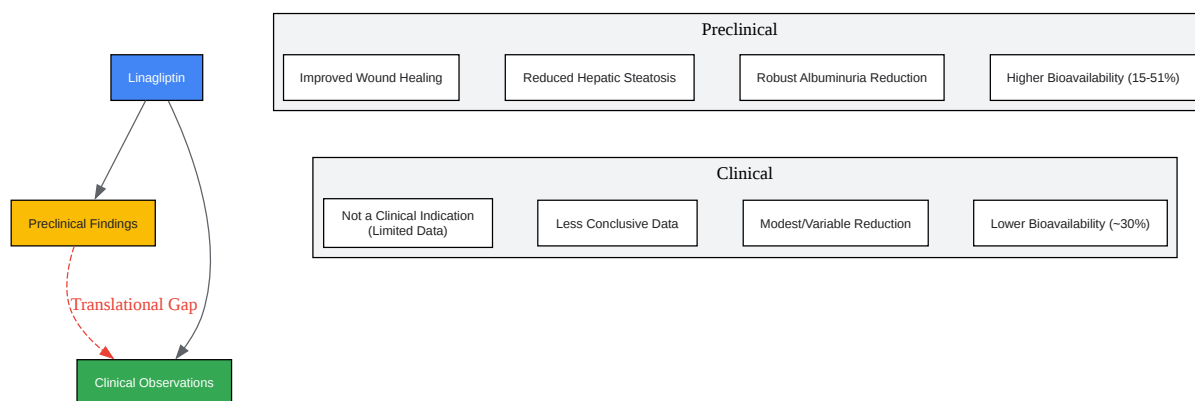 Linagliptin
Preclinical Findings
Translational Gap
Clinical Observations
Preclinical
Improved Wound Healing
Reduced Hepatic Steatosis
Robust Albuminuria Reduction
Higher Bioavailability (15-51%)
Clinical
Not a Clinical Indication
(Limited Data)
Less Conclusive Data
Modest/Variable Reduction
Lower Bioavailability (~30%)